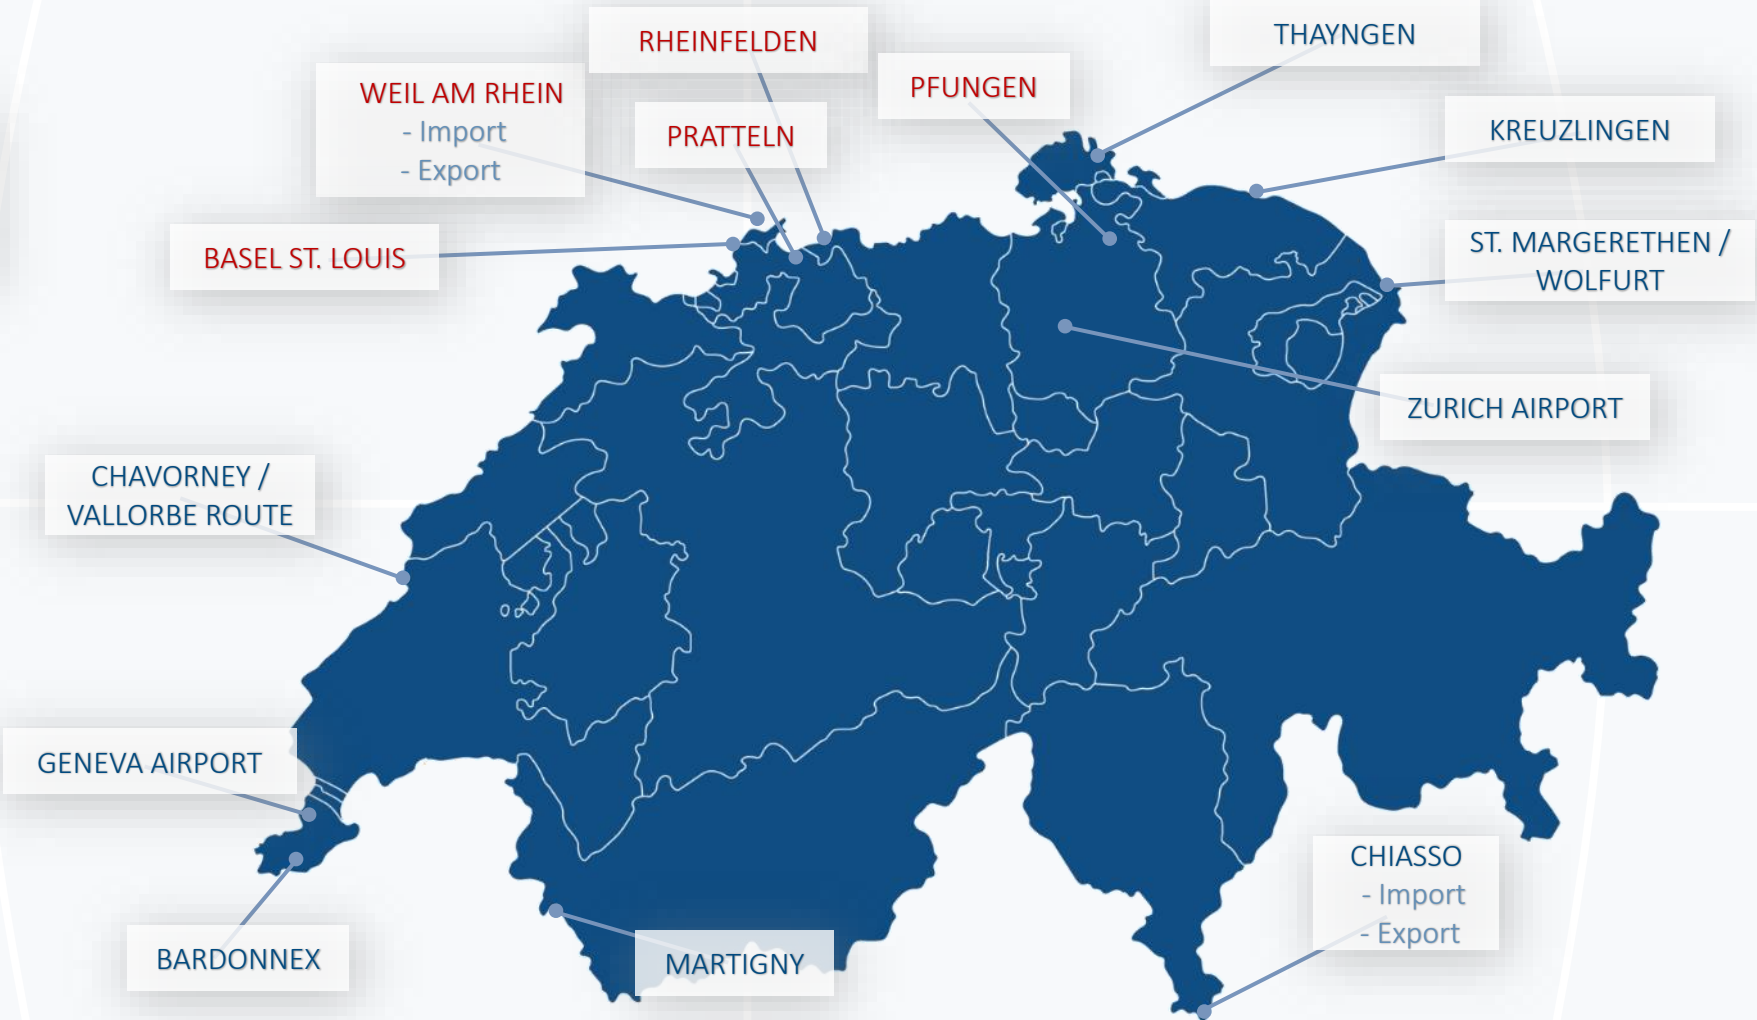 RHEINFELDEN
THAYNGEN
WEIL AM RHEIN
- Import
- Export
PFUNGEN
PRATTELN
KREUZLINGEN
BASEL ST. LOUIS
ST. MARGERETHEN /
WOLFURT
ZURICH AIRPORT
CHAVORNEY /
VALLORBE ROUTE
GENEVA AIRPORT
CHIASSO
- Import
- Export
BARDONNEX
MARTIGNY